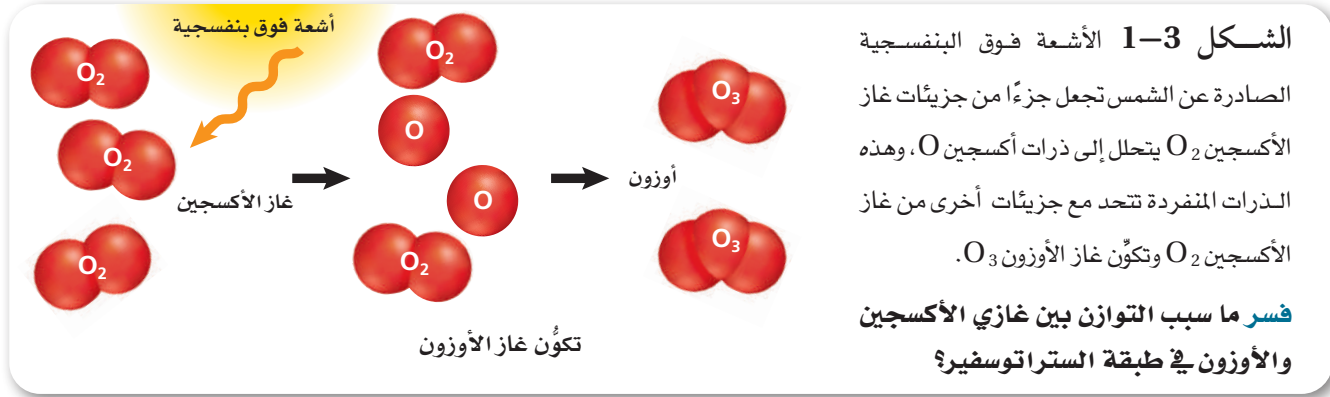 الشكل 3–1 الأشعة فوق البنفسجية
الصادرة عن الشمس تجعل جزءًا من جزيئات غاز
الأكسجين O₂ يتحلل إلى ذرات أكسجين O، وهذه
الذرات المنفردة تتحد مع جزيئات أخرى من غاز
الأكسجين O₂ وتكوِّن غاز الأوزون O₃.
فسر ما سبب التوازن بين غازي الأكسجين
والأوزون في طبقة الستراتوسفير؟
أشعة فوق بنفسجية
O₂
O₂
O₂
غاز الأكسجين
O₂
O
O
O₂
أوزون
O₃
O₃
تكوُّن غاز الأوزون